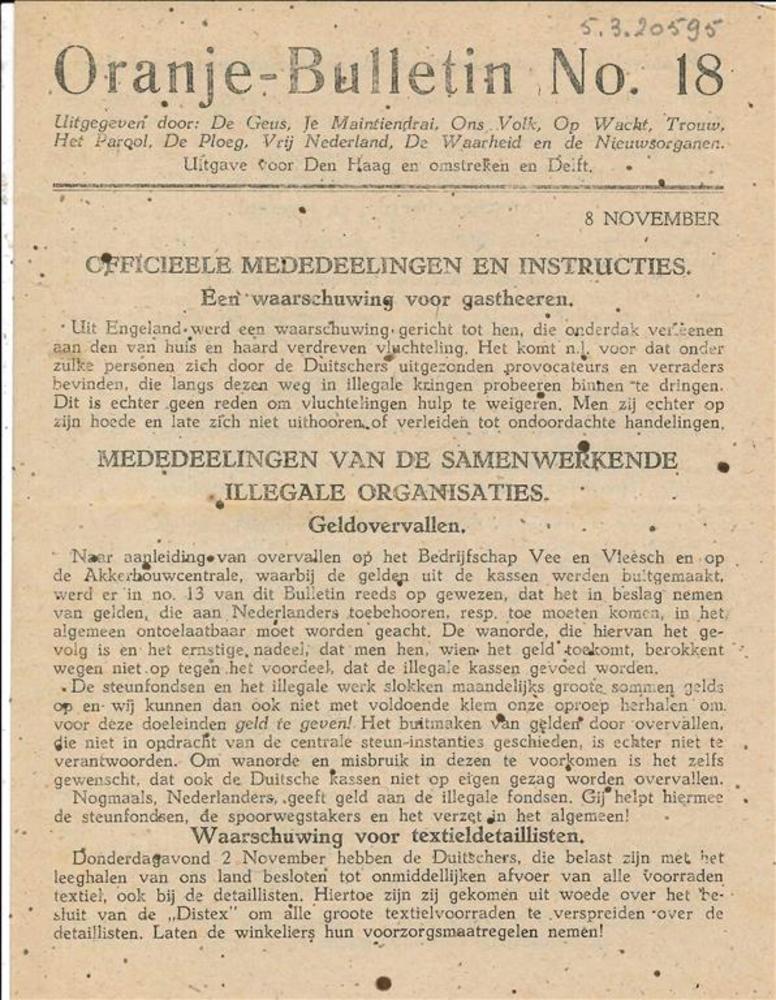 5.3.20595
Oranje-Bulletin No. 18
Uitgegeven door: De Geus, Je Maintiendrai, Ons Volk, Op Wacht, Trouw,
Het Parool, De Ploeg, Vrij Nederland, De Waarheid en de Nieuwsorganen.
Uitgave voor Den Haag en omstreken en Delft.
8 NOVEMBER
OFFICIEELE MEDEDEELINGEN EN INSTRUCTIES.
Een waarschuwing voor gastheeren.
Uit Engeland werd een waarschuwing gericht tot hen, die onderdak verleenen
aan den van huis en haard verdreven vluchteling. Het komt n.l. voor dat onder
zulke personen zich door de Duitschers uitgezonden provocateurs en verraders
bevinden, die langs dezen weg in illegale kringen probeeren binnen te dringen.
Dit is echter geen reden om vluchtelingen hulp te weigeren. Men zij echter op
zijn hoede en late zich niet uithooren of verleiden tot ondoordachte handelingen.
MEDEDEELINGEN VAN DE SAMENWERKENDE
ILLEGALE ORGANISATIES.
Geldovervallen.
Naar aanleiding van overvallen op het Bedrijfschap Vee en Vleesch en op
de Akkerbouwcentrale, waarbij de gelden uit de kassen werden buitgemaakt,
werd er in no. 13 van dit Bulletin reeds op gewezen, dat het in beslag nemen
van gelden, die aan Nederlanders toebehooren, resp. toe moeten komen, in het
algemeen ontoelaatbaar moet worden geacht. De wanorde, die hiervan het ge-
volg is en het ernstige nadeel, dat men hen, wien het geld toekomt, berokkent
wegen niet op tegen het voordeel, dat de illegale kassen gevoed worden.
De steunfondsen en het illegale werk slokken maandelijks groote sommen gelds
op en wij kunnen dan ook niet met voldoende klem onze oproep herhalen om
voor deze doeleinden geld te geven! Het buitmaken van gelden door overvallen,
die niet in opdracht van de centrale steun-instanties geschieden, is echter niet te
verantwoorden. Om wanorde en misbruik in dezen te voorkomen is het zelfs
gewenscht, dat ook de Duitsche kassen niet op eigen gezag worden overvallen.
Nogmaals, Nederlanders, geeft geld aan de illegale fondsen. Gij helpt hiermee
de steunfondsen, de spoorwegstakers en het verzet in het algemeen!
Waarschuwing voor textieldetaillisten.
Donderdagavond 2 November hebben de Duitschers, die belast zijn met het
leeghalen van ons land besloten tot onmiddellijken afvoer van alle voorraden
textiel, ook bij de detaillisten. Hiertoe zijn zij gekomen uit woede over het be-
sluit van de „Distex” om alle groote textielvoorraden te verspreiden over de
detaillisten. Laten de winkeliers hun voorzorgsmaatregelen nemen!